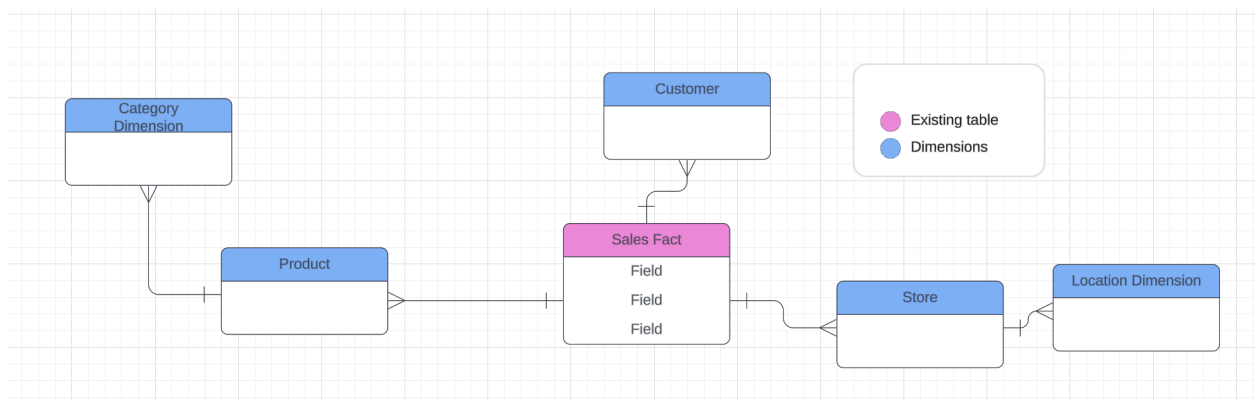 Category
Dimension
Customer
Existing table
Dimensions
Sales Fact
Field
Field
Field
Product
Store
Location Dimension